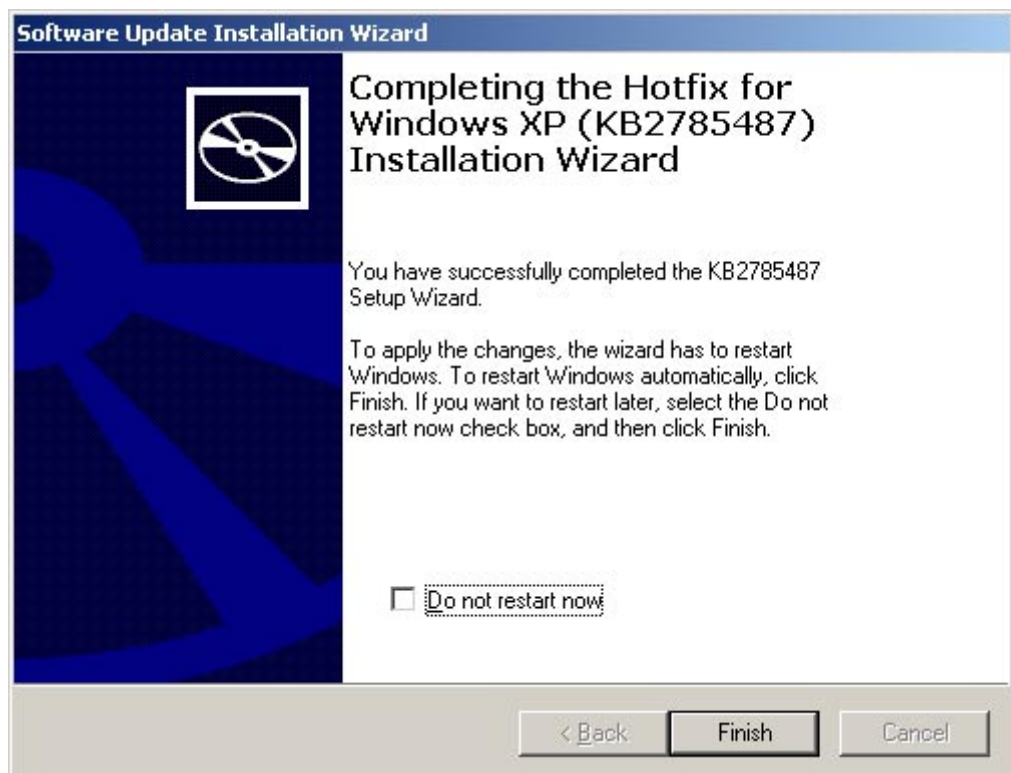 Software Update Installation Wizard
Completing the Hotfix for
Windows XP (KB2785487)
Installation Wizard
You have successfully completed the KB2785487
Setup Wizard.
To apply the changes, the wizard has to restart
Windows. To restart Windows automatically, click
Finish. If you want to restart later, select the Do not
restart now check box, and then click Finish.
Do not restart now
< Back Finish Cancel